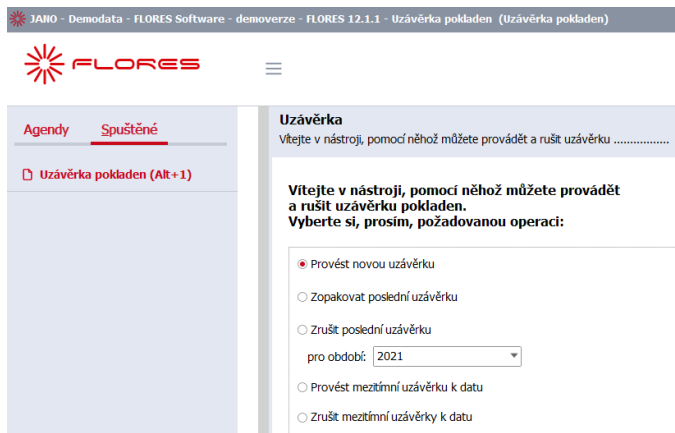 JANO - Demodata - FLORES Software - demoverze - FLORES 12.1.1 - Uzávěrka pokladen (Uzávěrka pokladen)
FLORES
Agendy Spuštěné
Uzávěrka pokladen (Alt+1)
Uzávěrka
Vítejte v nástroji, pomocí něhož můžete provádět a rušit uzávěrku .................
Vítejte v nástroji, pomocí něhož můžete provádět
a rušit uzávěrku pokladen.
Vyberte si, prosím, požadovanou operaci:
Provést novou uzávěrku
Zopakovat poslední uzávěrku
Zrušit poslední uzávěrku
pro období: 2021
Provést mezitímní uzávěrku k datu
Zrušit mezitímní uzávěrky k datu